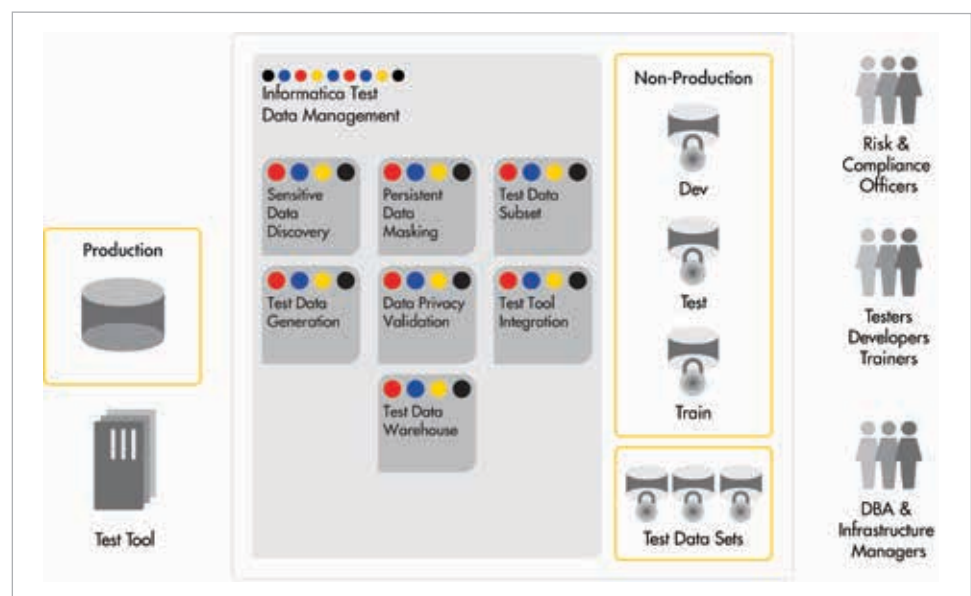 Production
Test Tool
Informatica Test
Data Management
Sensitive
Data
Discovery
Persistent
Data
Masking
Test Data
Subset
Test Data
Generation
Data Privacy
Validation
Test Tool
Integration
Test Data
Warehouse
Non-Production
Dev
Test
Train
Test Data Sets
Risk &
Compliance
Officers
Testers
Developers
Trainers
DBA &
Infrastructure
Managers